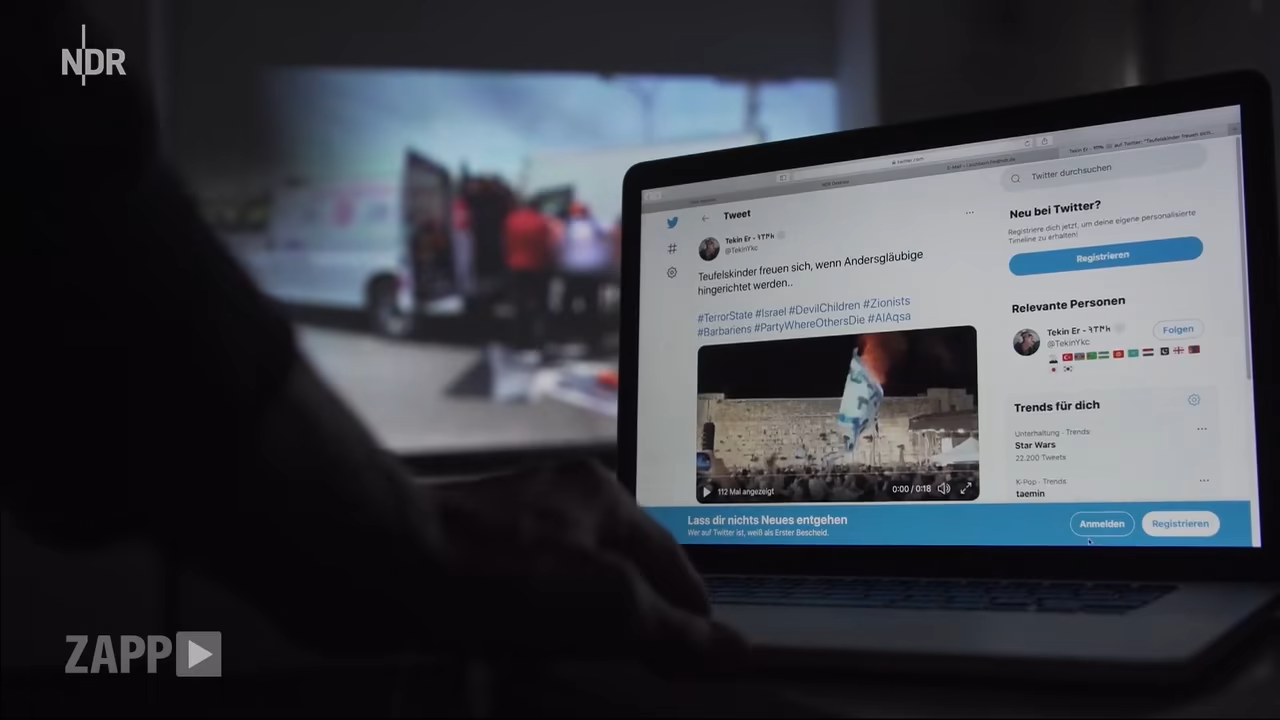 NDR
twitter.com
Twitter durchsuchen
Tweet
Tekin Er -
@TekinYkc
Teufelskinder freuen sich, wenn Andersgläubige
hingerichtet werden..
#TerrorState #Israel #DevilChildren #Zionists
#Barbariens #PartyWhereOthersDie #AlAqsa
112 Mal angezeigt
0:00 / 0:18
Neu bei Twitter?
Registriere dich jetzt, um deine eigene personalisierte
Timeline zu erhalten!
Registrieren
Relevante Personen
Tekin Er -
@TekinYkc
Folgen
Trends für dich
Unterhaltung · Trends
Star Wars
22.200 Tweets
K-Pop · Trends
taemin
Lass dir nichts Neues entgehen
Wer auf Twitter ist, weiß als Erster Bescheid.
Anmelden
Registrieren
ZAPP